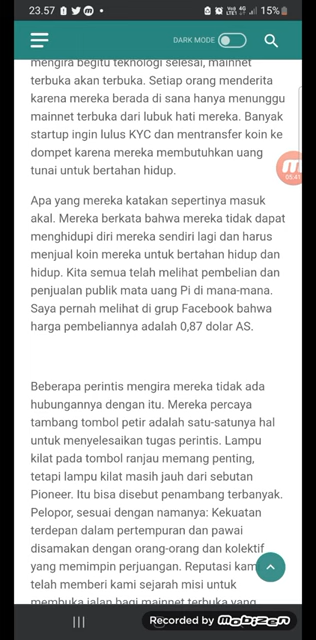 23.57
15%
DARK MODE
mengira begitu teknologi selesai, mainnet
terbuka akan terbuka. Setiap orang menderita
karena mereka berada di sana hanya menunggu
mainnet terbuka dari lubuk hati mereka. Banyak
startup ingin lulus KYC dan mentransfer koin ke
dompet karena mereka membutuhkan uang
tunai untuk bertahan hidup.
05:41
Apa yang mereka katakan sepertinya masuk
akal. Mereka berkata bahwa mereka tidak dapat
menghidupi diri mereka sendiri lagi dan harus
menjual koin mereka untuk bertahan hidup dan
hidup. Kita semua telah melihat pembelian dan
penjualan publik mata uang Pi di mana-mana.
Saya pernah melihat di grup Facebook bahwa
harga pembeliannya adalah 0,87 dolar AS.
Beberapa perintis mengira mereka tidak ada
hubungannya dengan itu. Mereka percaya
tambang tombol petir adalah satu-satunya hal
untuk menyelesaikan tugas perintis. Lampu
kilat pada tombol ranjau memang penting,
tetapi lampu kilat masih jauh dari sebutan
Pioneer. Itu bisa disebut penambang terbanyak.
Pelopor, sesuai dengan namanya: Kekuatan
terdepan dalam pertempuran dan pawai
disamakan dengan orang-orang dan kolektif
yang memimpin perjuangan. Reputasi kami
telah memberi kami sejarah misi untuk
membuka jalan bagi mainnet terbuka yang
Recorded by mobizen